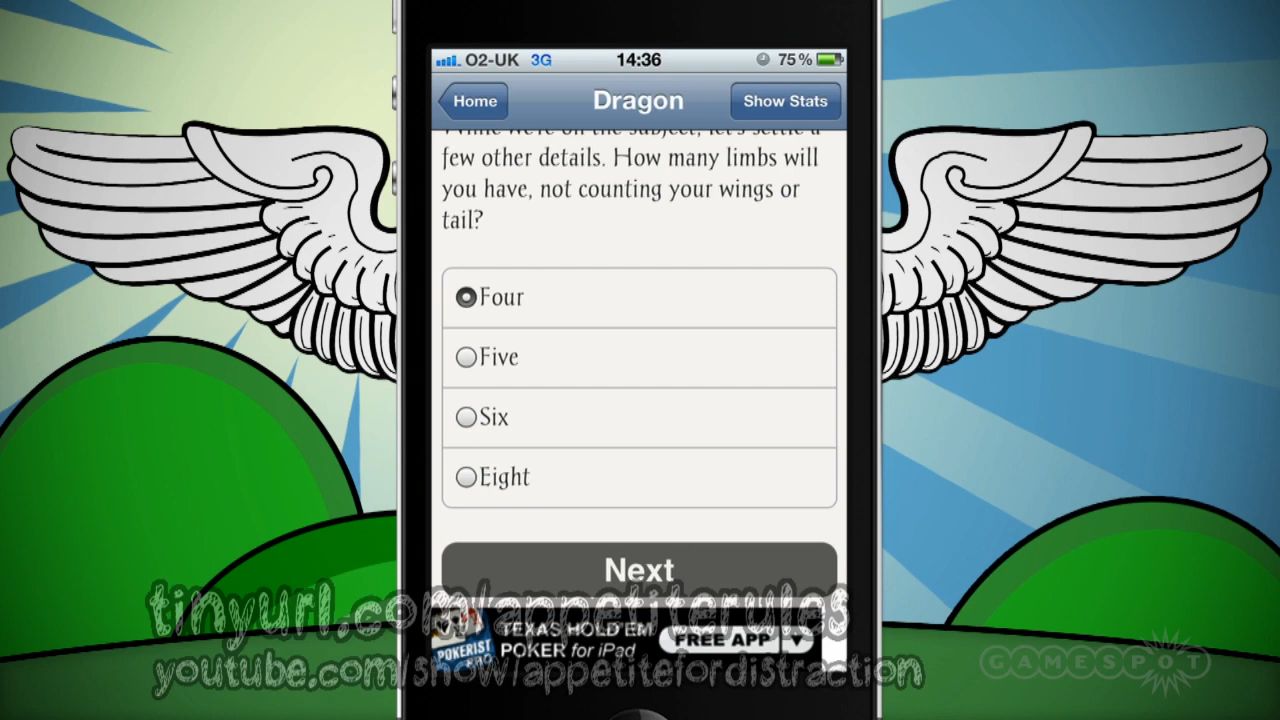 O2-UK 3G 14:36 75%
Home Dragon Show Stats
few other details. How many limbs will
you have, not counting your wings or
tail?
Four
Five
Six
Eight
Next
tinyurl.com/appetiterules
TEXAS HOLD'EM
POKER for iPad
FREE APP
POKERIST
PRO
youtube.com/show/appetitefordistraction
GAMESPOT